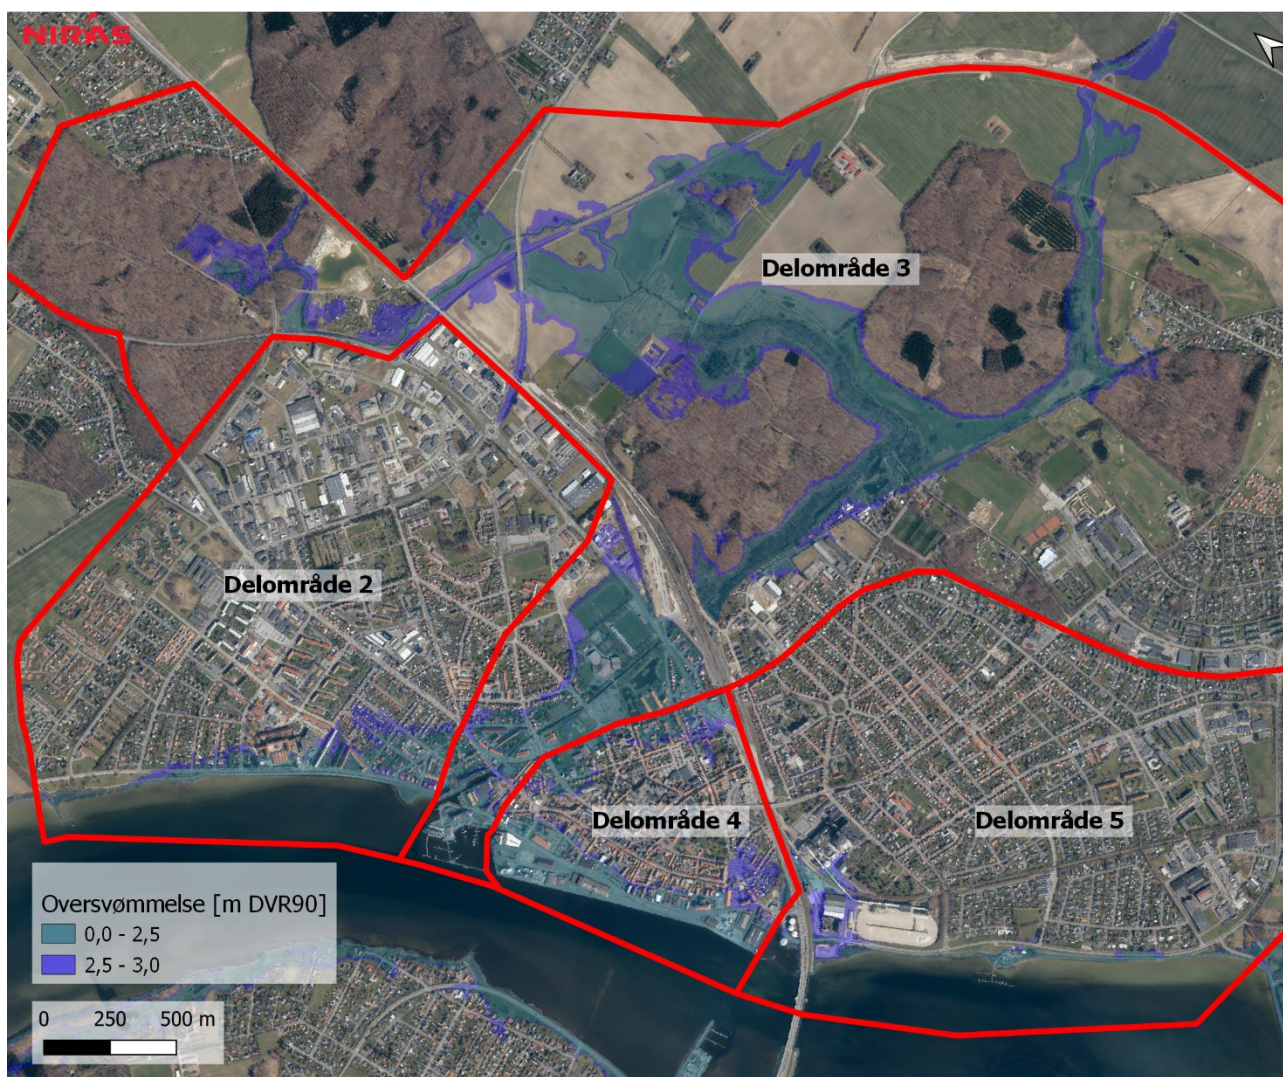 NIRAS
Delområde 3
Delområde 2
Delområde 4
Delområde 5
Oversvømmelse [m DVR90]
0,0 - 2,5
2,5 - 3,0
0 250 500 m